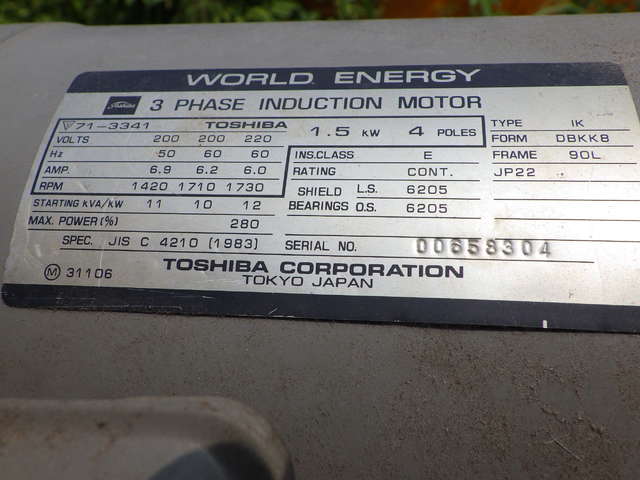 WORLD ENERGY
Toshiba 3 PHASE INDUCTION MOTOR
71-3341 TOSHIBA 1.5 kW 4 POLES TYPE IK
VOLTS 200 200 220 FORM DBKK8
Hz 50 60 60 INS.CLASS E FRAME 90L
AMP. 6.9 6.2 6.0 RATING CONT. JP22
RPM 1420 1710 1730 SHIELD L.S. 6205
STARTING kVA/kW 11 10 12 BEARINGS O.S. 6205
MAX. POWER(%) 280
SPEC. JIS C 4210 (1983) SERIAL NO. 00658304
M 31106 TOSHIBA CORPORATION
TOKYO JAPAN